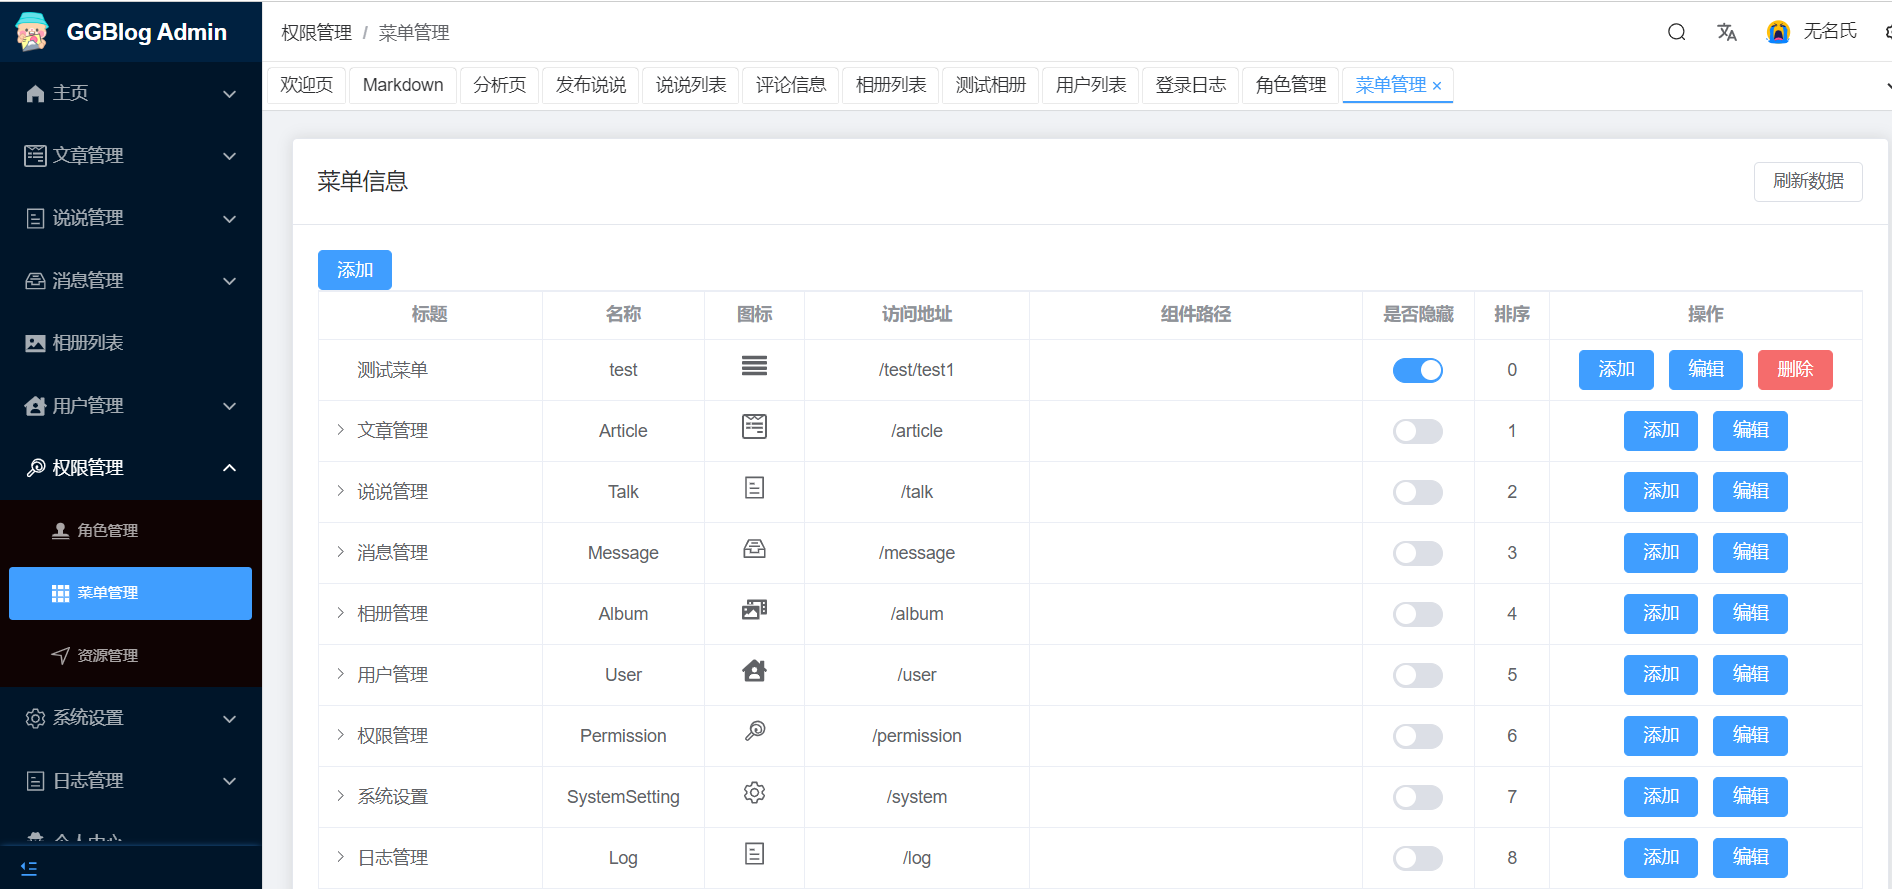 GGBlog Admin
权限管理 / 菜单管理
无名氏
欢迎页 Markdown 分析页 发布说说 说说列表 评论信息 相册列表 测试相册 用户列表 登录日志 角色管理 菜单管理 ×
主页
文章管理
说说管理
消息管理
相册列表
用户管理
权限管理
角色管理
菜单管理
资源管理
系统设置
日志管理
个人中心
菜单信息
刷新数据
添加
标题 名称 图标 访问地址 组件路径 是否隐藏 排序 操作
测试菜单 test /test/test1 0 添加 编辑 删除
文章管理 Article /article 1 添加 编辑
说说管理 Talk /talk 2 添加 编辑
消息管理 Message /message 3 添加 编辑
相册管理 Album /album 4 添加 编辑
用户管理 User /user 5 添加 编辑
权限管理 Permission /permission 6 添加 编辑
系统设置 SystemSetting /system 7 添加 编辑
日志管理 Log /log 8 添加 编辑